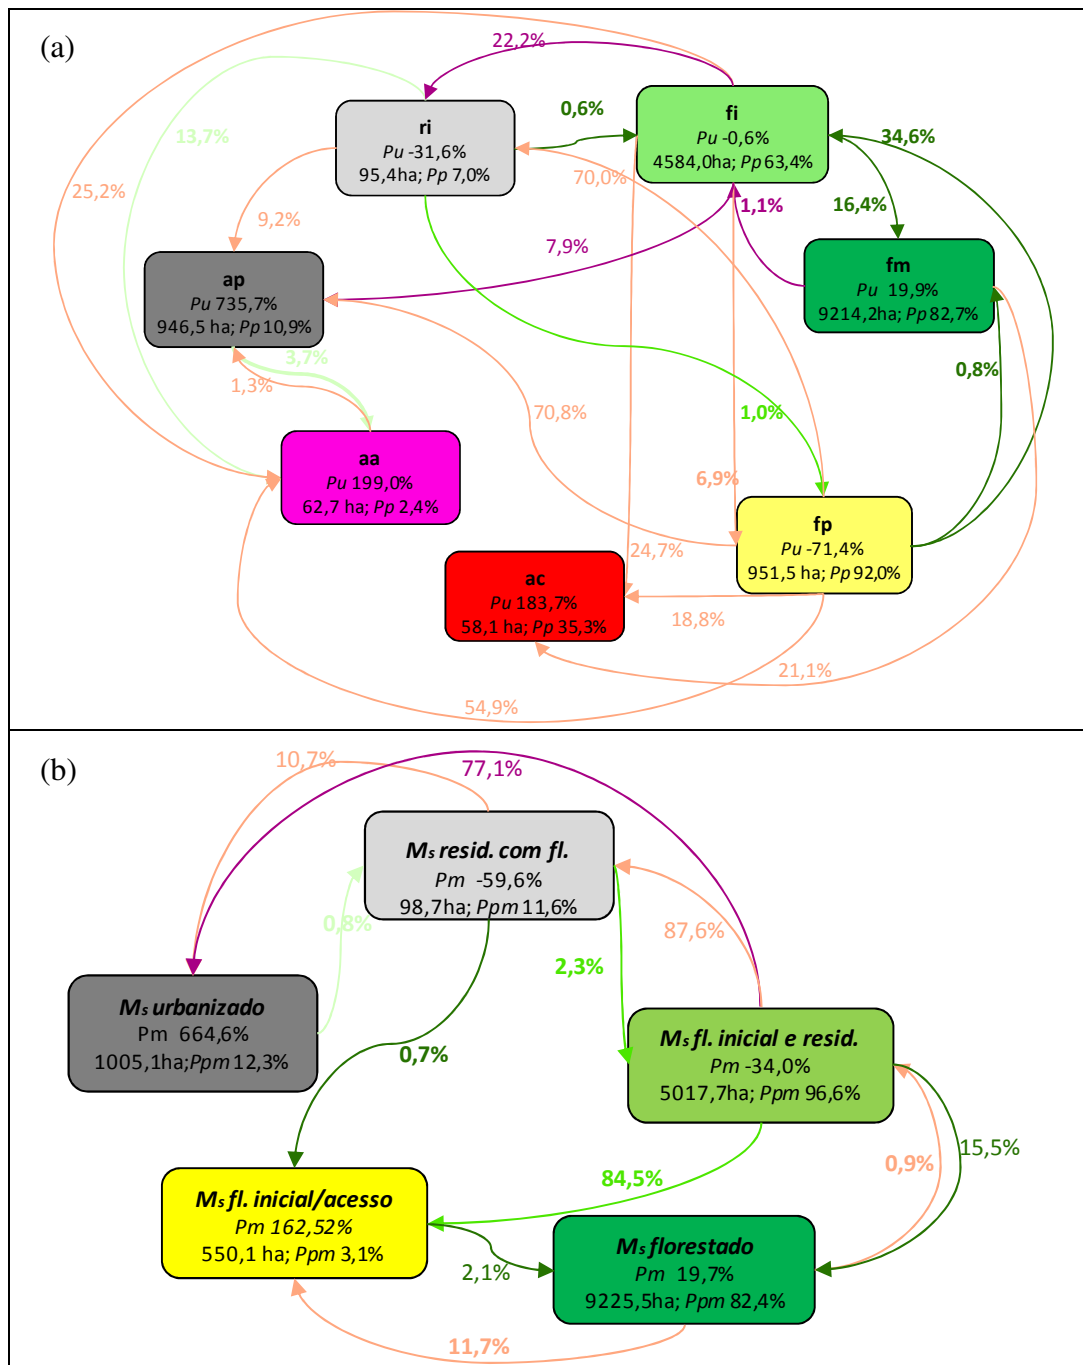 (a)
22,2%
ri
Pu -31,6%
95,4ha; Pp 7,0%
0,6%
fi
Pu -0,6%
4584,0ha; Pp 63,4%
34,6%
13,7%
25,2%
70,0%
1,1%
16,4%
9,2%
7,9%
ap
Pu 735,7%
946,5 ha; Pp 10,9%
fm
Pu 19,9%
9214,2ha; Pp 82,7%
3,7%
1,3%
0,8%
70,8%
1,0%
aa
Pu 199,0%
62,7 ha; Pp 2,4%
6,9%
fp
Pu -71,4%
951,5 ha; Pp 92,0%
24,7%
ac
Pu 183,7%
58,1 ha; Pp 35,3%
18,8%
21,1%
54,9%
(b)
10,7%
77,1%
Ms resid. com fl.
Pm -59,6%
98,7ha; Ppm 11,6%
0,8%
87,6%
2,3%
Ms urbanizado
Pm 664,6%
1005,1ha;Ppm 12,3%
0,7%
Ms fl. inicial e resid.
Pm -34,0%
5017,7ha; Ppm 96,6%
15,5%
0,9%
84,5%
Ms fl. inicial/acesso
Pm 162,52%
550,1 ha; Ppm 3,1%
2,1%
Ms florestado
Pm 19,7%
9225,5ha; Ppm 82,4%
11,7%